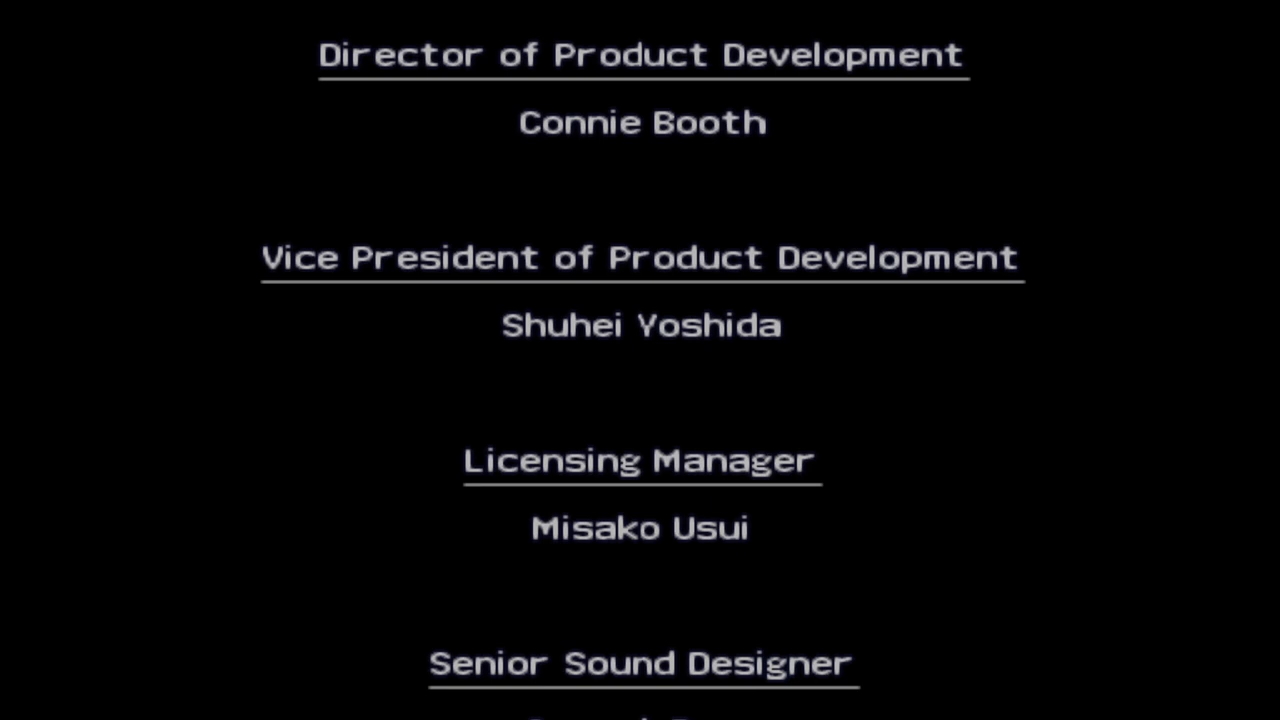 Director of Product Development
Connie Booth
Vice President of Product Development
Shuhei Yoshida
Licensing Manager
Misako Usui
Senior Sound Designer